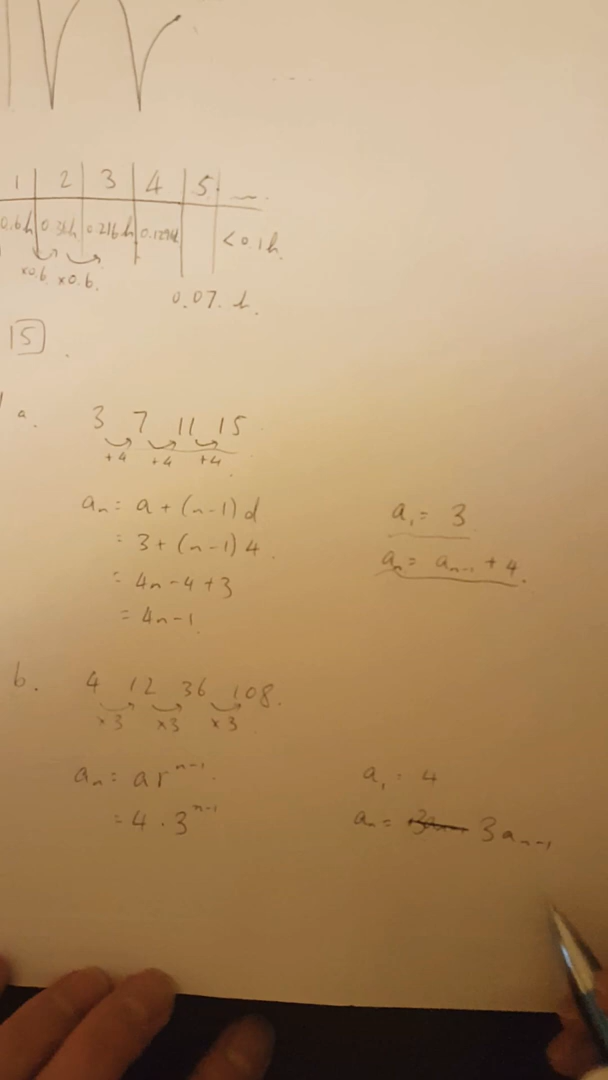 1 2 3 4 5 ...
0.6h 0.36h 0.216h 0.129h <0.1h.
×0.6 ×0.6.
0.07.h.
15.
a. 3 7 11 15
+4 +4 +4
aₙ = a + (n-1)d
= 3 + (n-1)4
= 4n-4+3
= 4n-1
a₁ = 3
aₙ = aₙ₋₁ + 4.
b. 4 12 36 108.
×3 ×3 ×3
aₙ = arⁿ⁻¹
= 4 · 3ⁿ⁻¹
a₁ = 4
aₙ = 3aₙ₋₁